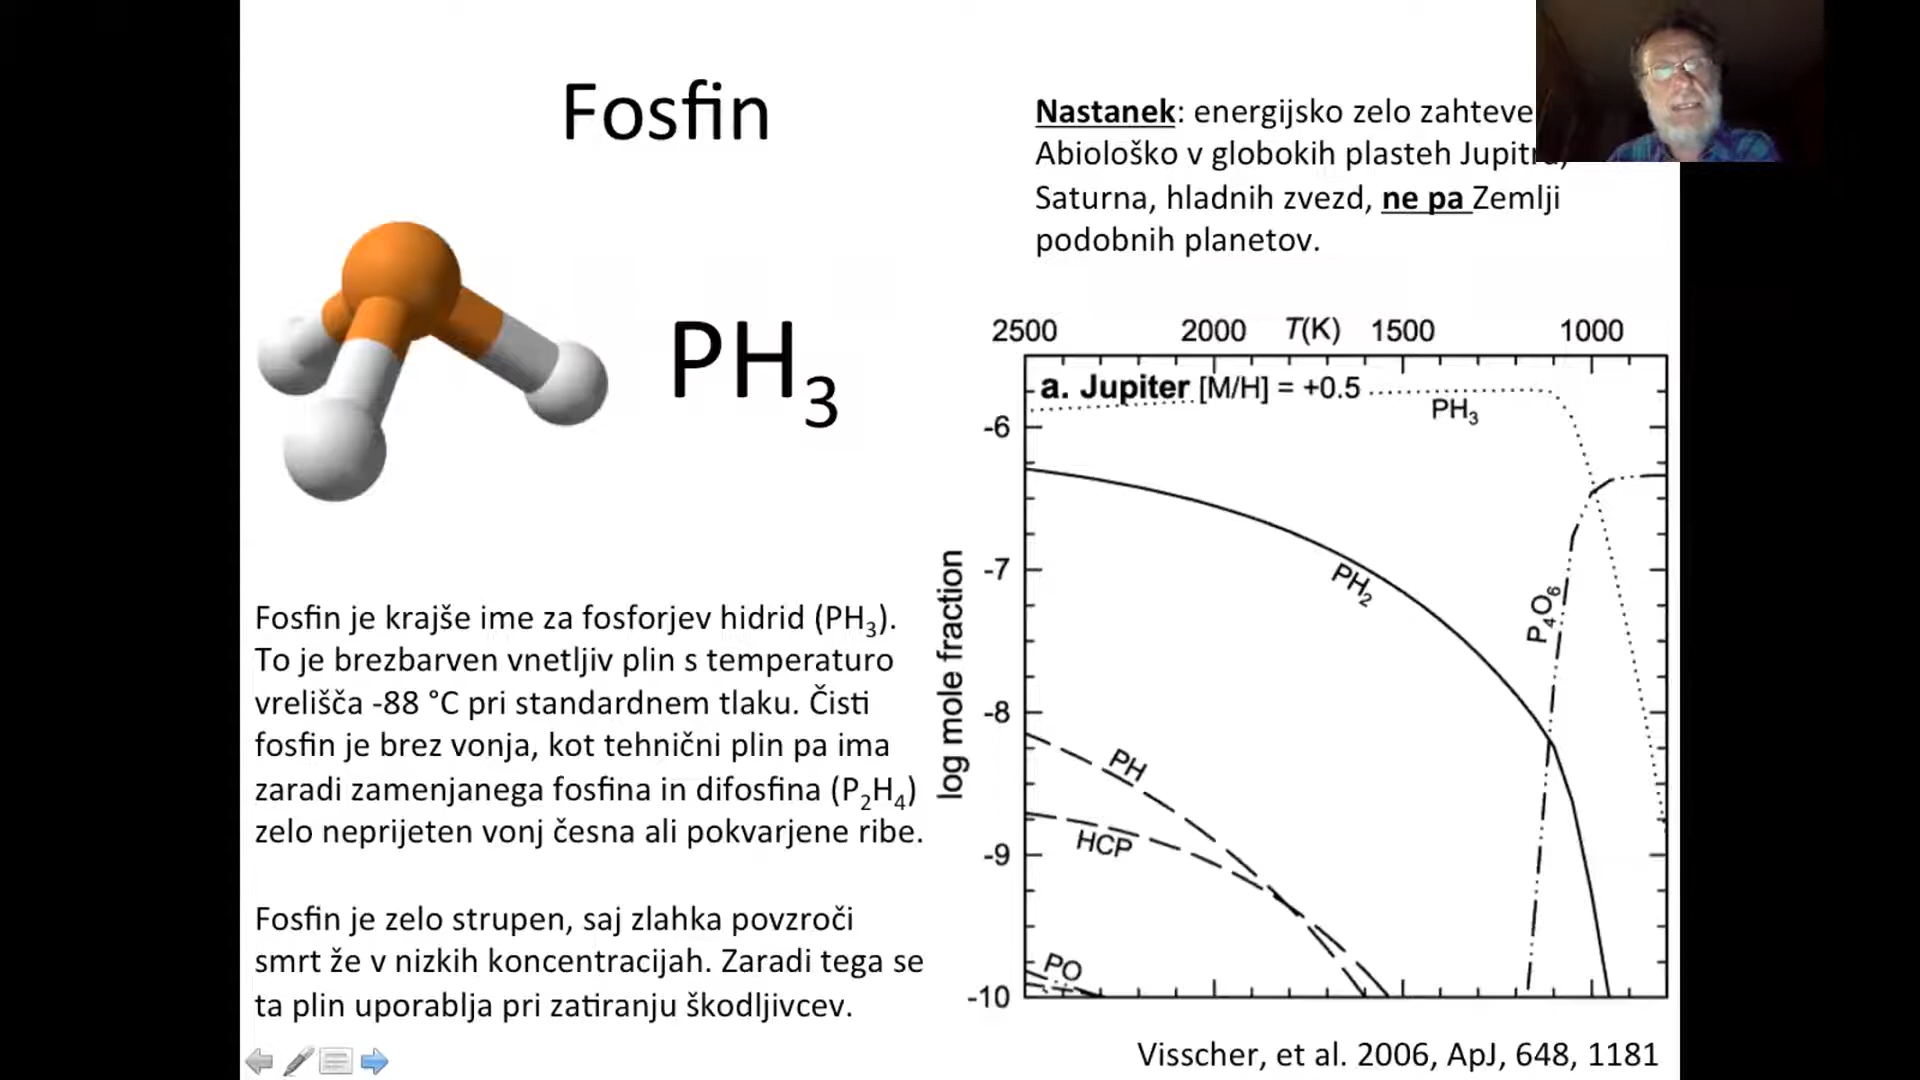 Fosfin
PH3
Fosfin je krajše ime za fosforjev hidrid (PH3).
To je brezbarven vnetljiv plin s temperaturo
vrelišča -88 °C pri standardnem tlaku. Čisti
fosfin je brez vonja, kot tehnični plin pa ima
zaradi zamenjanega fosfina in difosfina (P2H4)
zelo neprijeten vonj česna ali pokvarjene ribe.
Fosfin je zelo strupen, saj zlahka povzroči
smrt že v nizkih koncentracijah. Zaradi tega se
ta plin uporablja pri zatiranju škodljivcev.
Nastanek: energijsko zelo
Abiološko v globokih plasteh Jupitra,
Saturna, hladnih zvezd, ne pa Zemlji
podobnih planetov.
2500 2000 T(K) 1500 1000
a. Jupiter [M/H] = +0.5
PH3
-6
PH2
-7
P4O6
log mole fraction
-8
PH
HCP
-9
PO
-10
Visscher, et al. 2006, ApJ, 648, 1181